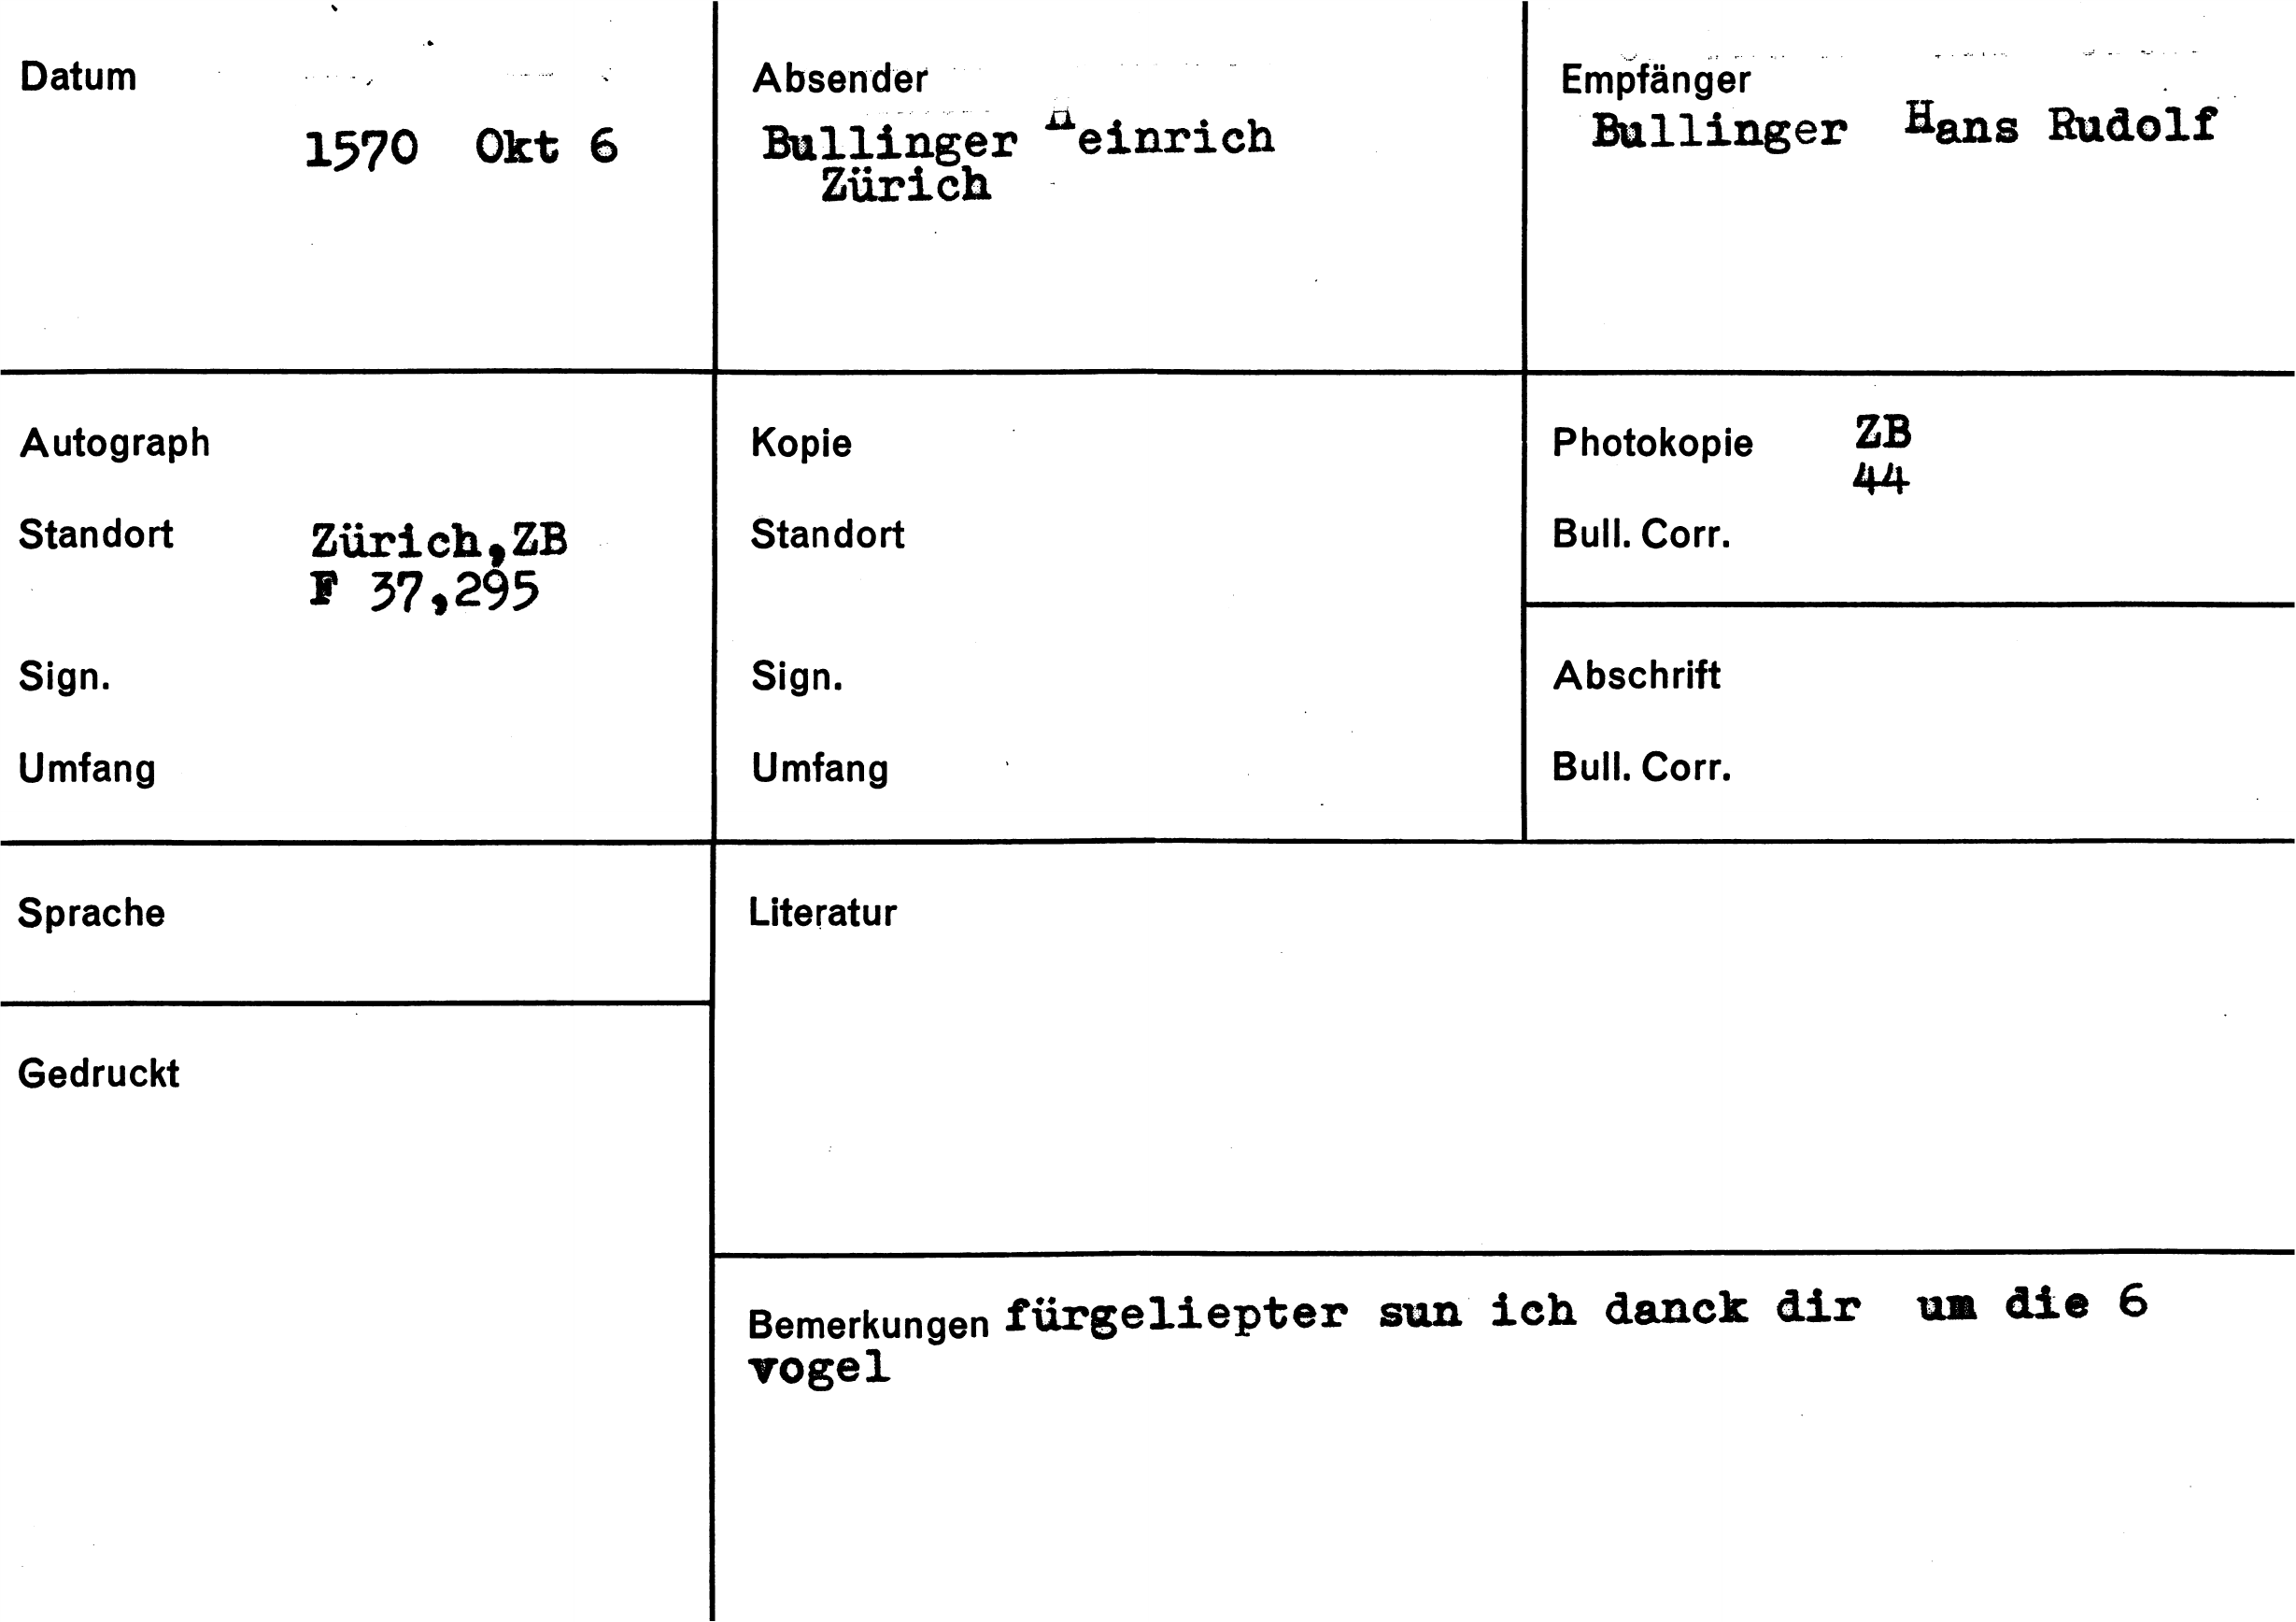 Datum
1570 Okt 6
Absender
Bullinger Heinrich
Zürich
Empfänger
Bullinger Hans Rudolf
Autograph
Standort Zürich,ZB
F 37,295
Sign.
Umfang
Kopie
Standort
Sign.
Umfang
Photokopie ZB
44
Bull. Corr.
Abschrift
Bull. Corr.
Sprache
Literatur
Gedruckt
Bemerkungen fürgeliepter sun ich danck dir um die 6
vogel